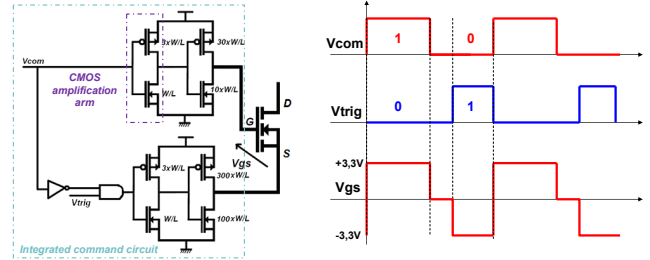 3xW/L
30xW/L
Vcom
CMOS
amplification
arm
W/L
10xW/L
D
G
S
Vgs
3xW/L
300xW/L
Vtrig
W/L
100xW/L
Integrated command circuit
Vcom
1
0
Vtrig
0
1
+3,3V
Vgs
-3,3V